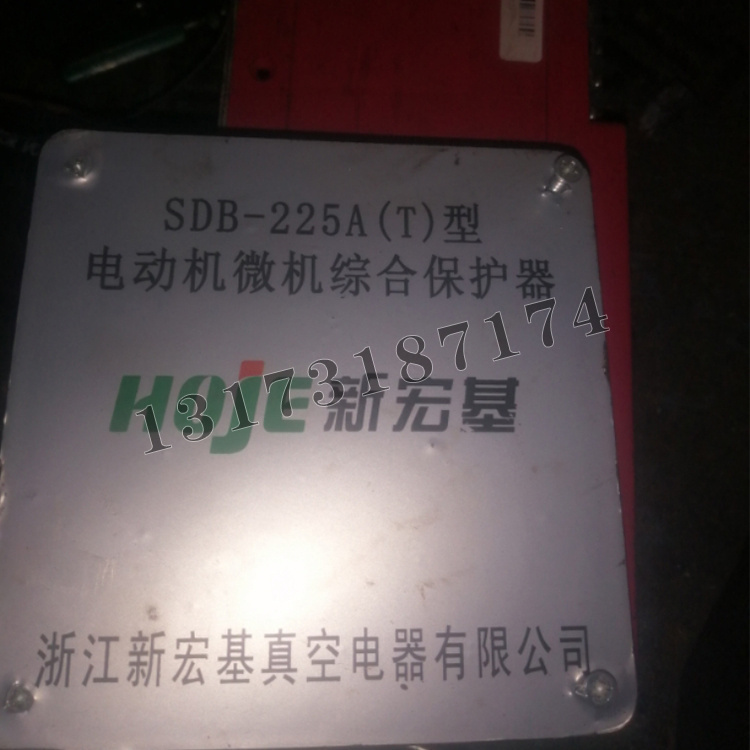 SDB-225A(T)型
电动机微机综合保护器
13173187174
HOJE 新宏基
浙江新宏基真空电器有限公司